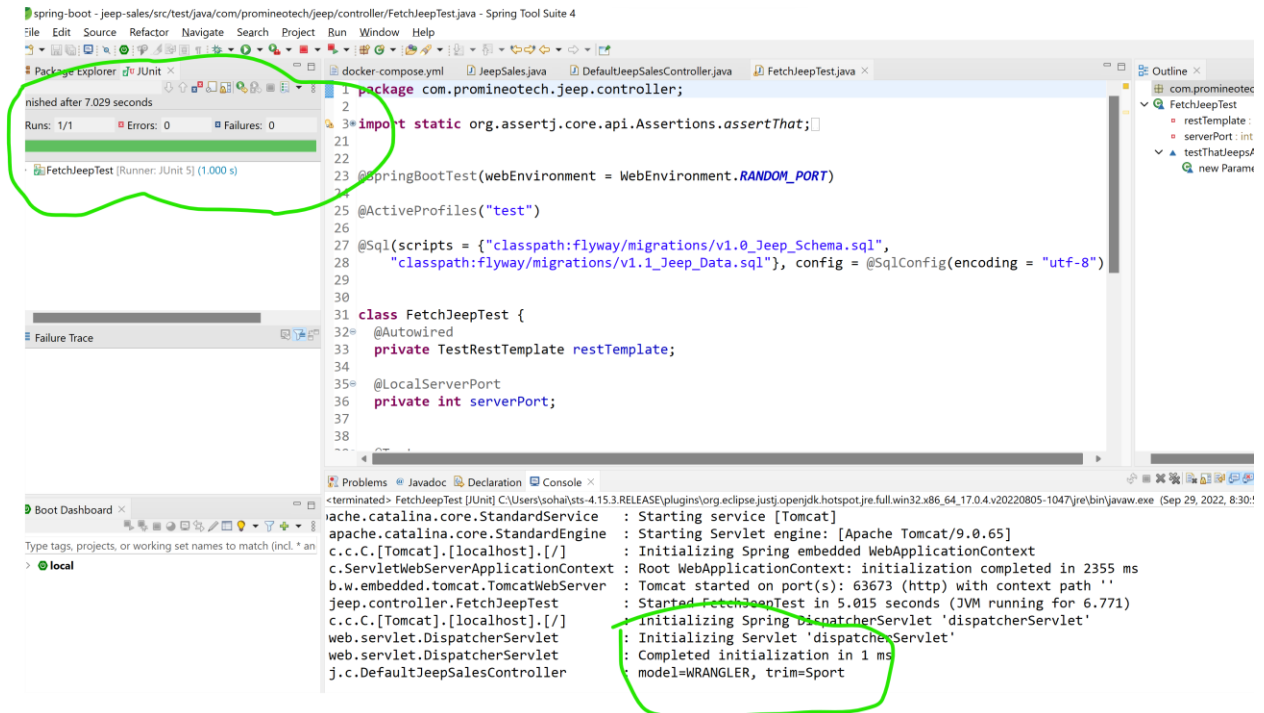 spring-boot - jeep-sales/src/test/java/com/promineotech/jeep/controller/FetchJeepTest.java - Spring Tool Suite 4
File Edit Source Refactor Navigate Search Project Run Window Help
Package Explorer JUnit
nished after 7.029 seconds
Runs: 1/1 Errors: 0 Failures: 0
FetchJeepTest [Runner: JUnit 5] (1.000 s)
Failure Trace
Boot Dashboard
Type tags, projects, or working set names to match (incl. * an
local
docker-compose.yml JeepSales.java DefaultJeepSalesController.java FetchJeepTest.java
1 package com.promineotech.jeep.controller;
2
3 import static org.assertj.core.api.Assertions.assertThat;
21
22
23 @SpringBootTest(webEnvironment = WebEnvironment.RANDOM_PORT)
24
25 @ActiveProfiles("test")
26
27 @Sql(scripts = {"classpath:flyway/migrations/v1.0_Jeep_Schema.sql",
28 "classpath:flyway/migrations/v1.1_Jeep_Data.sql"}, config = @SqlConfig(encoding = "utf-8")
29
30
31 class FetchJeepTest {
32 @Autowired
33 private TestRestTemplate restTemplate;
34
35 @LocalServerPort
36 private int serverPort;
37
38
Outline
com.promineotec
FetchJeepTest
restTemplate :
serverPort : int
testThatJeepsA
new Parame
Problems Javadoc Declaration Console
<terminated> FetchJeepTest [JUnit] C:\Users\sohai\sts-4.15.3.RELEASE\plugins\org.eclipse.justj.openjdk.hotspot.jre.full.win32.x86_64_17.0.4.v20220805-1047\jre\bin\javaw.exe (Sep 29, 2022, 8:30:
ache.catalina.core.StandardService : Starting service [Tomcat]
apache.catalina.core.StandardEngine : Starting Servlet engine: [Apache Tomcat/9.0.65]
c.c.C.[Tomcat].[localhost].[/] : Initializing Spring embedded WebApplicationContext
c.ServletWebServerApplicationContext : Root WebApplicationContext: initialization completed in 2355 ms
b.w.embedded.tomcat.TomcatWebServer : Tomcat started on port(s): 63673 (http) with context path ''
jeep.controller.FetchJeepTest : Started FetchJeepTest in 5.015 seconds (JVM running for 6.771)
c.c.C.[Tomcat].[localhost].[/] : Initializing Spring DispatcherServlet 'dispatcherServlet'
web.servlet.DispatcherServlet : Initializing Servlet 'dispatcherServlet'
web.servlet.DispatcherServlet : Completed initialization in 1 ms
j.c.DefaultJeepSalesController : model=WRANGLER, trim=Sport